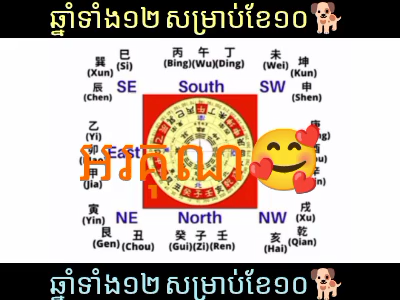 ឆ្នាំទាំង១២ សម្រាប់ខែ១០🐕
巽 巳 丙 午 丁 未 坤
(Xun) (Si) (Bing)(Wu)(Ding) (Wei) (Kun)
辰 SE South SW 申
(Chen) (Shen)
乙
(Yi)
卯 East
甲
(Jia)
អរគុណ🥰
寅 戌
(Yin) NE North NW (Xu)
艮 丑 癸 子 壬 亥 乾
(Gen) (Chou) (Gui)(Zi)(Ren) (Hai) (Qian)
ឆ្នាំទាំង១២ សម្រាប់ខែ១០🐕